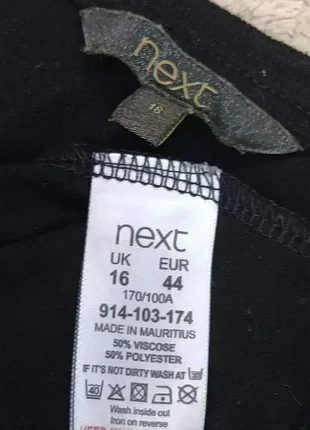 next
16
next
UK EUR
16 44
170/100A
914-103-174
MADE IN MAURITIUS
50% VISCOSE
50% POLYESTER
IF IT'S NOT DIRTY WASH AT
40
Wash inside out
Iron on reverse